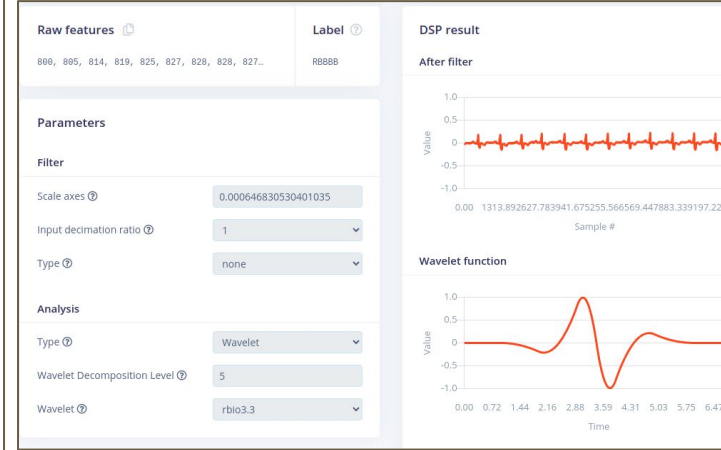 Raw features
Label
800, 805, 814, 819, 825, 827, 828, 828, 827…
RBBBB
Parameters
Filter
Scale axes
0.000646830530401035
Input decimation ratio
1
Type
none
Analysis
Type
Wavelet
Wavelet Decomposition Level
5
Wavelet
rbio3.3
DSP result
After filter
1.0
0.5
0
-0.5
-1.0
Value
0.00 1313.892627.783941.675255.566569.447883.339197.22
Sample #
Wavelet function
1.0
0.5
0
-0.5
-1.0
Value
0.00 0.72 1.44 2.16 2.88 3.59 4.31 5.03 5.75 6.47
Time